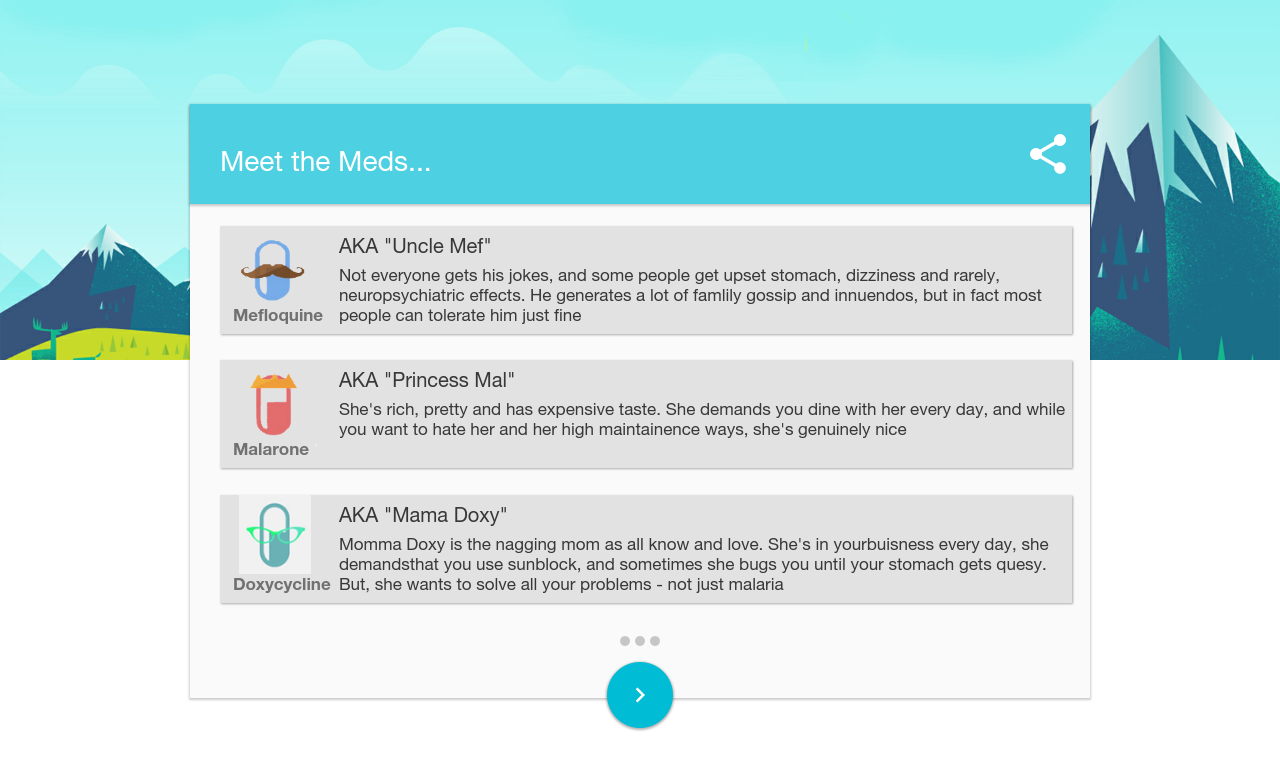 Meet the Meds...
AKA "Uncle Mef"
Not everyone gets his jokes, and some people get upset stomach, dizziness and rarely,
neuropsychiatric effects. He generates a lot of famlily gossip and innuendos, but in fact most
people can tolerate him just fine
Mefloquine
AKA "Princess Mal"
She's rich, pretty and has expensive taste. She demands you dine with her every day, and while
you want to hate her and her high maintainence ways, she's genuinely nice
Malarone
AKA "Mama Doxy"
Momma Doxy is the nagging mom as all know and love. She's in yourbuisness every day, she
demandsthat you use sunblock, and sometimes she bugs you until your stomach gets quesy.
But, she wants to solve all your problems - not just malaria
Doxycycline